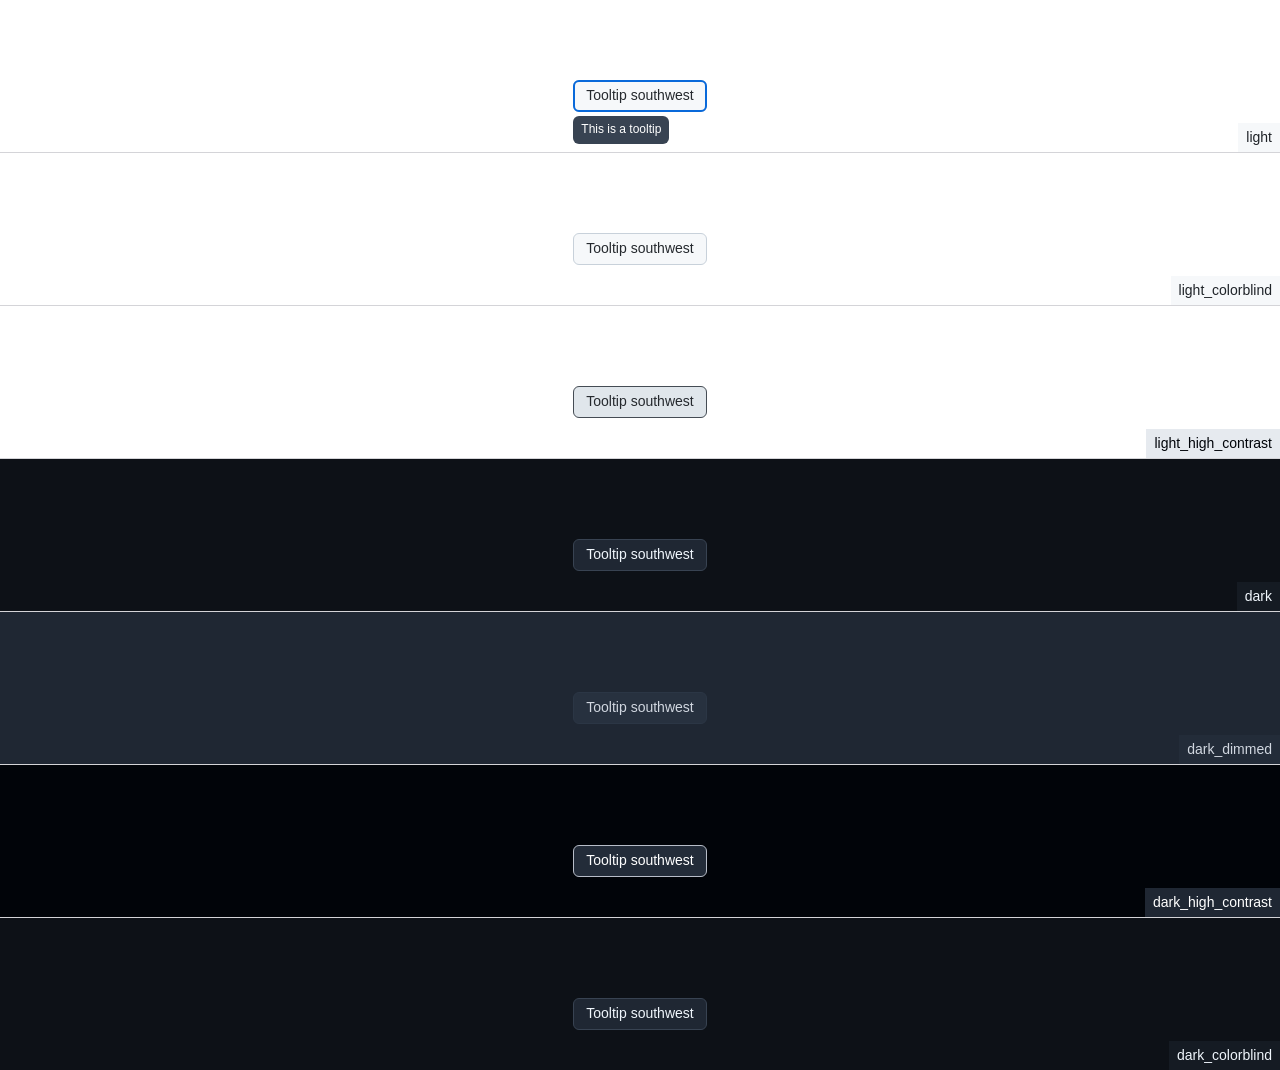 Tooltip southwest
This is a tooltip
light
Tooltip southwest
light_colorblind
Tooltip southwest
light_high_contrast
Tooltip southwest
dark
Tooltip southwest
dark_dimmed
Tooltip southwest
dark_high_contrast
Tooltip southwest
dark_colorblind